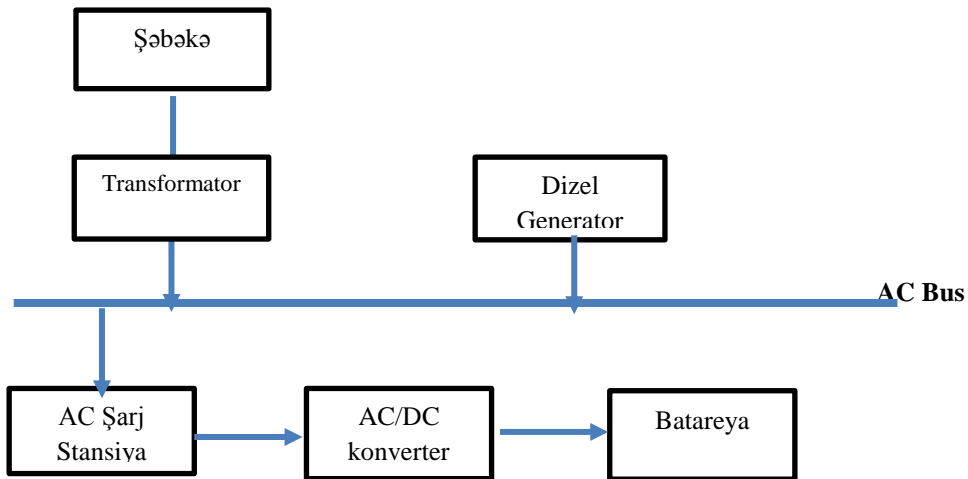 Şəbəkə
Transformator
Dizel
Generator
AC Bus
AC Şarj
Stansiya
AC/DC
konverter
Batareya